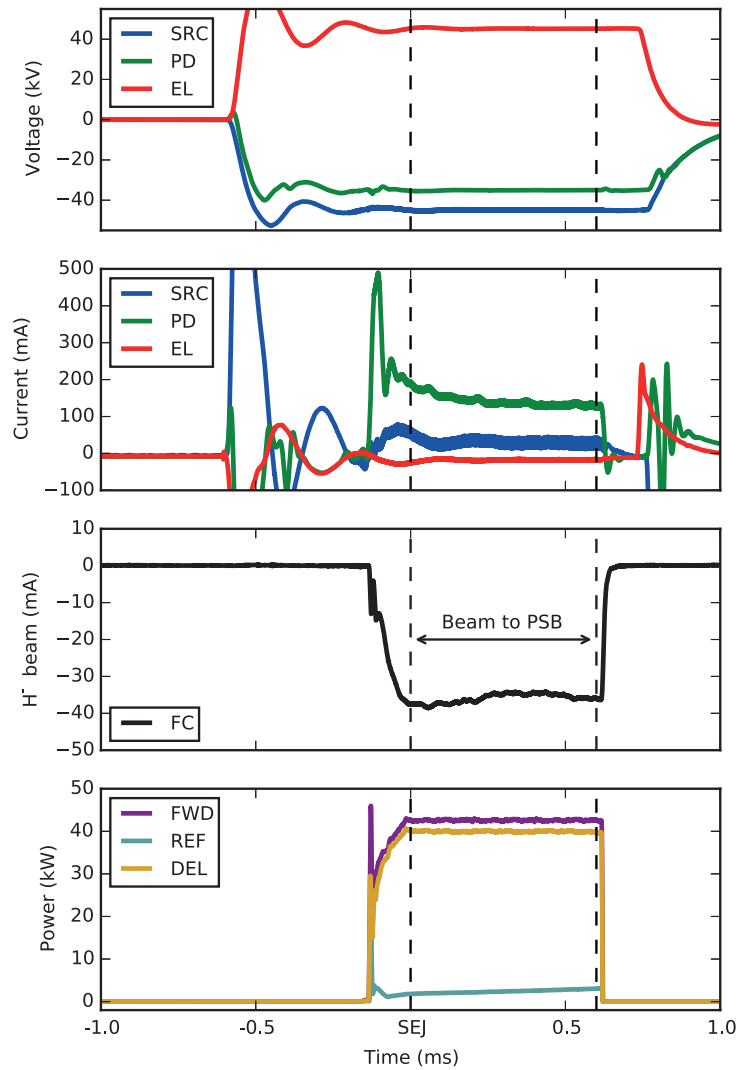 40
20
0
−20
−40
Voltage (kV)
SRC
PD
EL
500
400
300
200
100
0
−100
Current (mA)
SRC
PD
EL
10
0
−10
−20
−30
−40
−50
H⁻ beam (mA)
Beam to PSB
FC
50
40
30
20
10
0
Power (kW)
FWD
REF
DEL
-1.0 -0.5 SEJ 0.5 1.0
Time (ms)